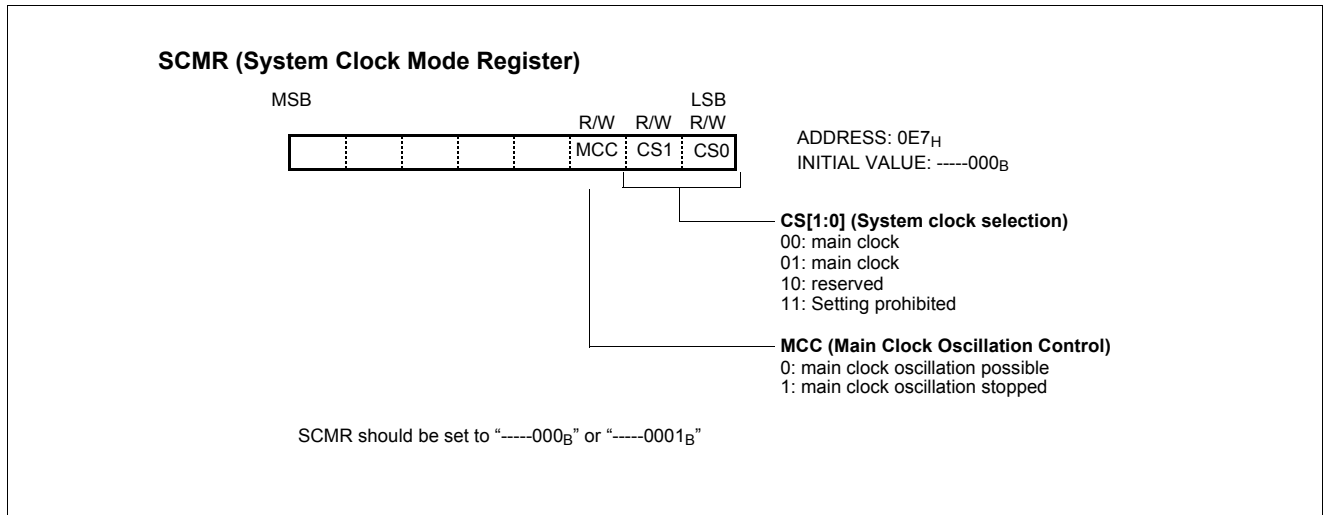 SCMR (System Clock Mode Register)
MSB LSB
R/W R/W R/W
MCC CS1 CS0
ADDRESS: 0E7H
INITIAL VALUE: -----000B
CS[1:0] (System clock selection)
00: main clock
01: main clock
10: reserved
11: Setting prohibited
MCC (Main Clock Oscillation Control)
0: main clock oscillation possible
1: main clock oscillation stopped
SCMR should be set to “-----000B” or “-----0001B”